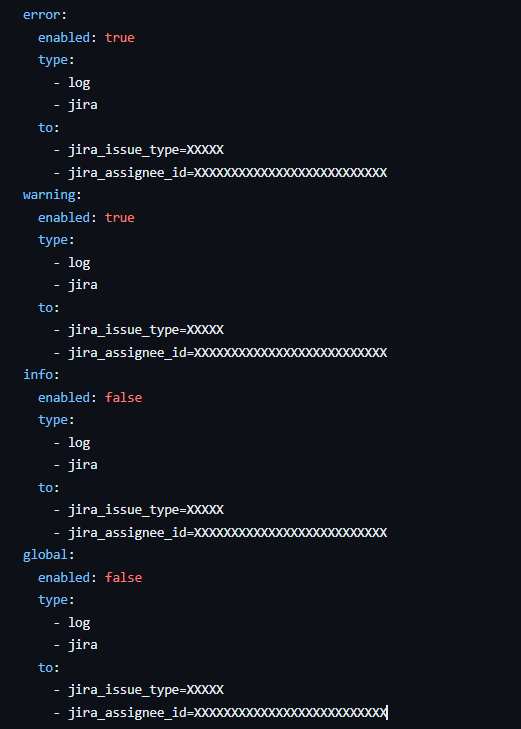 error:
  enabled: true
  type:
    - log
    - jira
  to:
    - jira_issue_type=XXXXX
    - jira_assignee_id=XXXXXXXXXXXXXXXXXXXXXXXXXX
warning:
  enabled: true
  type:
    - log
    - jira
  to:
    - jira_issue_type=XXXXX
    - jira_assignee_id=XXXXXXXXXXXXXXXXXXXXXXXXXX
info:
  enabled: false
  type:
    - log
    - jira
  to:
    - jira_issue_type=XXXXX
    - jira_assignee_id=XXXXXXXXXXXXXXXXXXXXXXXXXX
global:
  enabled: false
  type:
    - log
    - jira
  to:
    - jira_issue_type=XXXXX
    - jira_assignee_id=XXXXXXXXXXXXXXXXXXXXXXXXXX